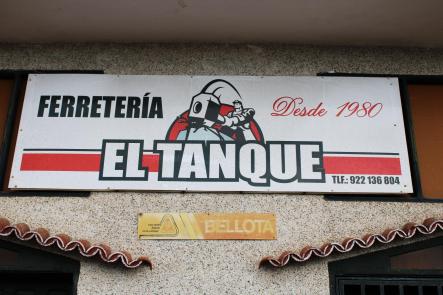 FERRETERÍA
Desde 1980
EL TANQUE
TLF.: 922 136 804
BELLOTA